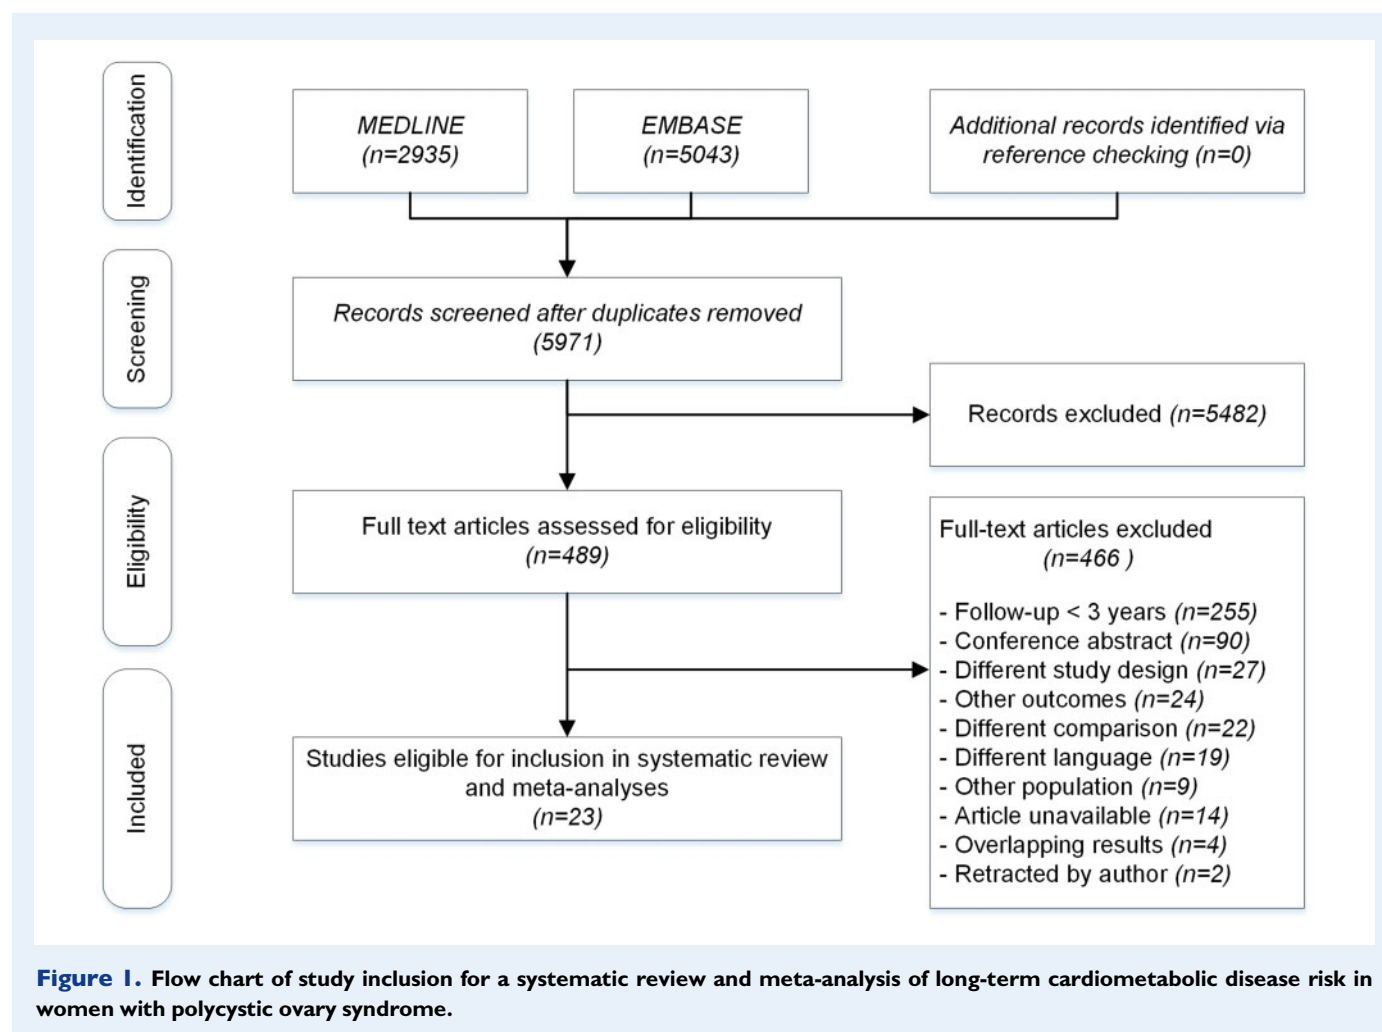 Identification
MEDLINE
(n=2935)
EMBASE
(n=5043)
Additional records identified via
reference checking (n=0)
Screening
Records screened after duplicates removed
(5971)
Records excluded (n=5482)
Eligibility
Full text articles assessed for eligibility
(n=489)
Full-text articles excluded
(n=466 )
- Follow-up < 3 years (n=255)
- Conference abstract (n=90)
- Different study design (n=27)
- Other outcomes (n=24)
- Different comparison (n=22)
- Different language (n=19)
- Other population (n=9)
- Article unavailable (n=14)
- Overlapping results (n=4)
- Retracted by author (n=2)
Included
Studies eligible for inclusion in systematic review
and meta-analyses
(n=23)
Figure 1. Flow chart of study inclusion for a systematic review and meta-analysis of long-term cardiometabolic disease risk in
women with polycystic ovary syndrome.